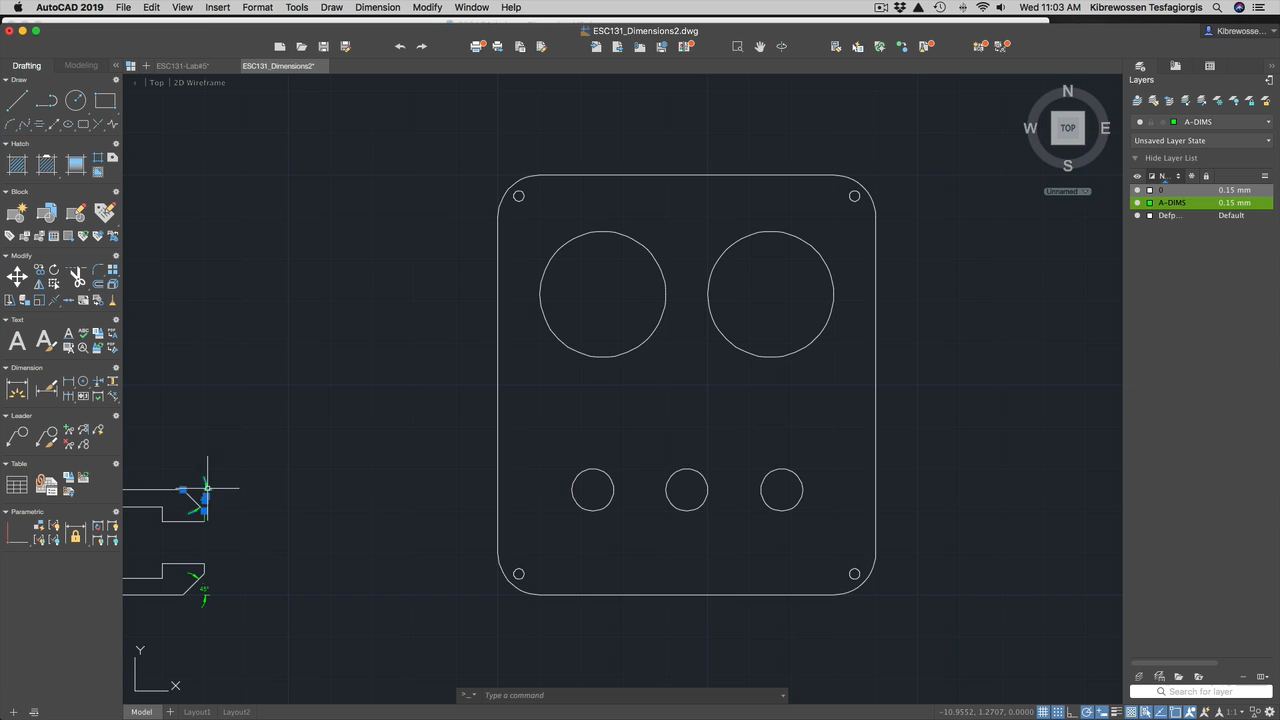 AutoCAD 2019 File Edit View Insert Format Tools Draw Dimension Modify Window Help Wed 11:03 AM Kibrewossen Tesfagiorgis
ESC131_Dimensions2.dwg
Kibrewosse...
Drafting Modeling
ESC131-Lab#5*
ESC131_Dimensions2*
Draw
Top 2D Wireframe
Layers
N
W TOP E
S
A-DIMS
Unsaved Layer State
Hatch
Hide Layer List
N...
0 0.15 mm
A-DIMS 0.15 mm
Defp... Default
Unnamed
Block
Modify
Text
A A
Dimension
Leader
Table
Parametric
45°
Y
X
>_ Type a command
Search for layer
Model Layout1 Layout2
-10.9552, 1.2707, 0.0000
1:1